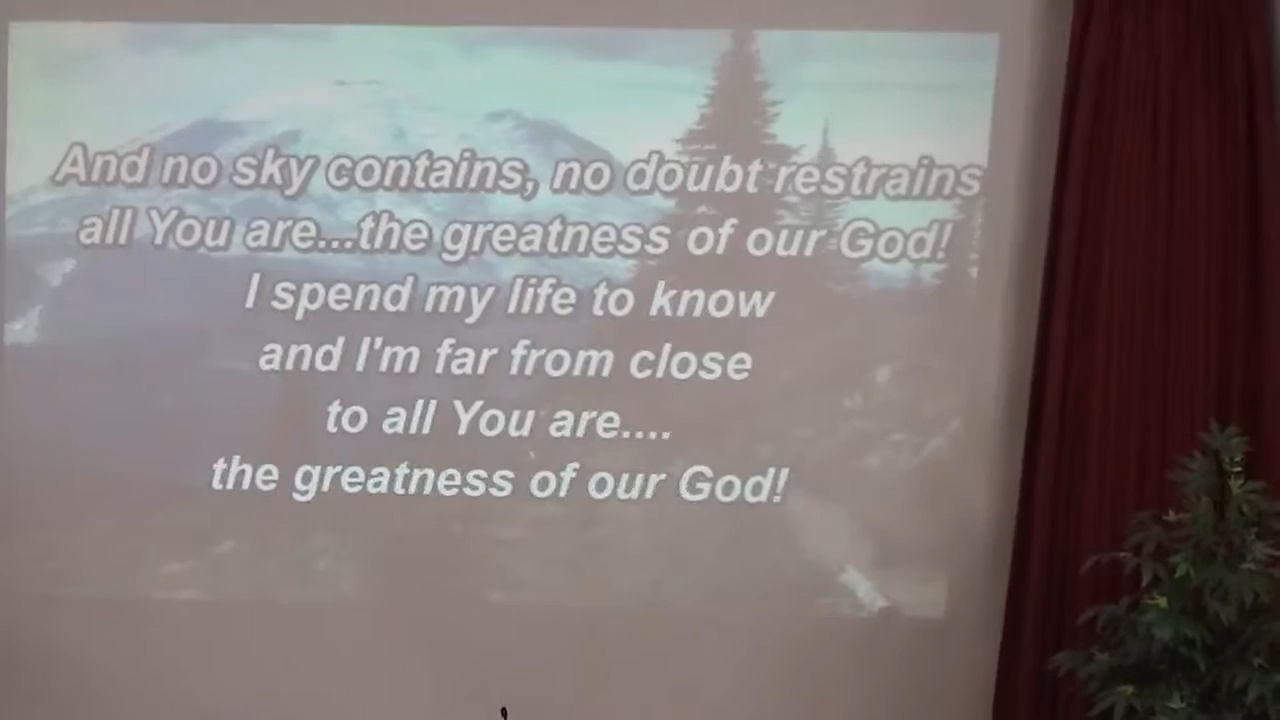 And no sky contains, no doubt restrains
all You are...the greatness of our God!
I spend my life to know
and I'm far from close
to all You are....
the greatness of our God!